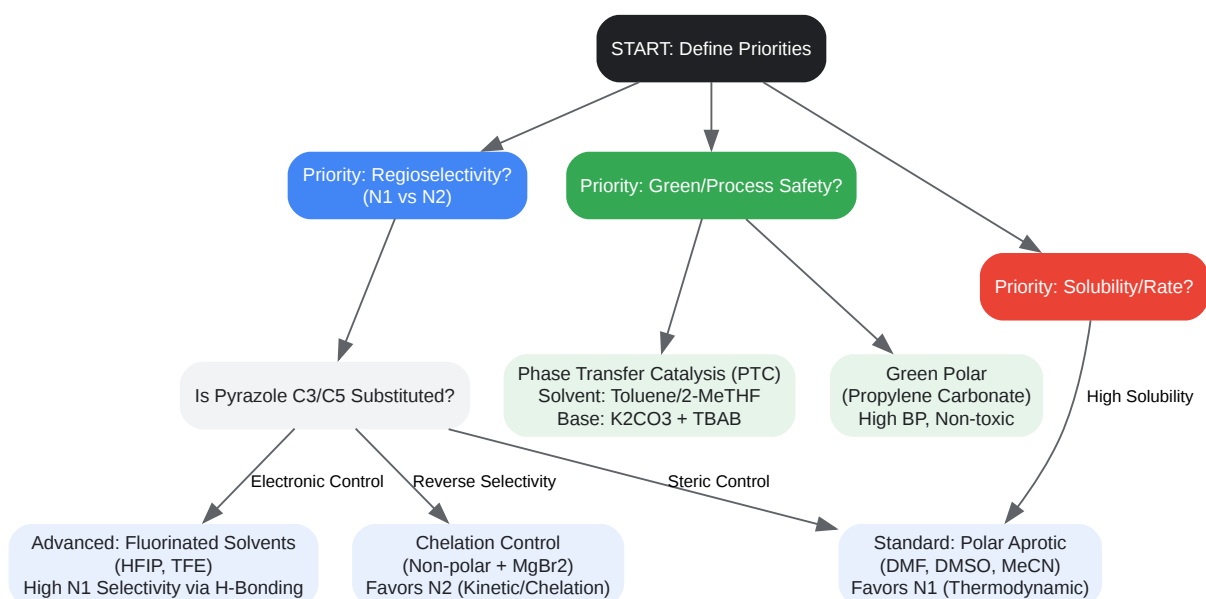 START: Define Priorities
Priority: Regioselectivity?
(N1 vs N2)
Priority: Green/Process Safety?
Priority: Solubility/Rate?
Is Pyrazole C3/C5 Substituted?
Phase Transfer Catalysis (PTC)
Solvent: Toluene/2-MeTHF
Base: K2CO3 + TBAB
Green Polar
(Propylene Carbonate)
High BP, Non-toxic
High Solubility
Electronic Control
Reverse Selectivity
Steric Control
Advanced: Fluorinated Solvents
(HFIP, TFE)
High N1 Selectivity via H-Bonding
Chelation Control
(Non-polar + MgBr2)
Favors N2 (Kinetic/Chelation)
Standard: Polar Aprotic
(DMF, DMSO, MeCN)
Favors N1 (Thermodynamic)